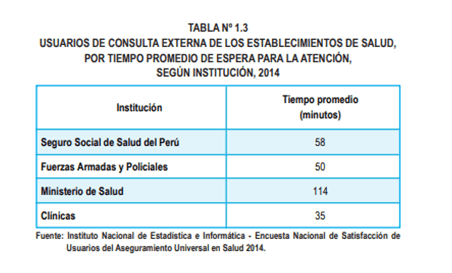 TABLA Nº 1.3
USUARIOS DE CONSULTA EXTERNA DE LOS ESTABLECIMIENTOS DE SALUD,
POR TIEMPO PROMEDIO DE ESPERA PARA LA ATENCIÓN,
SEGÚN INSTITUCIÓN, 2014
Institución
Tiempo promedio
(minutos)
Seguro Social de Salud del Perú 58
Fuerzas Armadas y Policiales 50
Ministerio de Salud 114
Clínicas 35
Fuente: Instituto Nacional de Estadística e Informática - Encuesta Nacional de Satisfacción de
Usuarios del Aseguramiento Universal en Salud 2014.